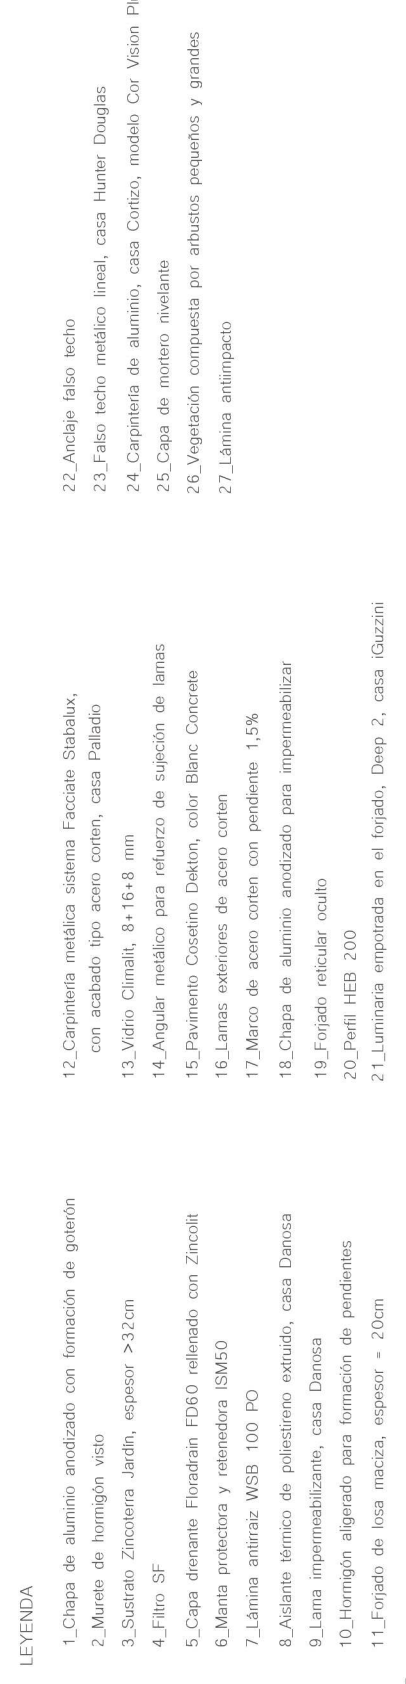 LEYENDA
1_Chapa de aluminio anodizado con formación de goterón
2_Murete de hormigón visto
3_Sustrato Zincoterra Jardín, espesor >32cm
4_Filtro SF
5_Capa drenante Floradrain FD60 rellenado con Zincolit
6_Manta protectora y retenedora ISM50
7_Lámina antirraiz WSB 100 PO
8_Aislante térmico de poliestireno extruido, casa Danosa
9_Lama impermeabilizante, casa Danosa
10_Hormigón aligerado para formación de pendientes
11_Forjado de losa maciza, espesor = 20cm
12_Carpintería metálica sistema Facciate Stabalux,
con acabado tipo acero corten, casa Palladio
13_Vidrio Climalit, 8+16+8 mm
14_Angular metálico para refuerzo de sujeción de lamas
15_Pavimento Cosetino Dekton, color Blanc Concrete
16_Lamas exteriores de acero corten
17_Marco de acero corten con pendiente 1,5%
18_Chapa de aluminio anodizado para impermeabilizar
19_Forjado reticular oculto
20_Perfil HEB 200
21_Luminaria empotrada en el forjado, Deep 2, casa iGuzzini
22_Anclaje falso techo
23_Falso techo metálico lineal, casa Hunter Douglas
24_Carpintería de aluminio, casa Cortizo, modelo Cor Vision
25_Capa de mortero nivelante
26_Vegetación compuesta por arbustos pequeños y grandes
27_Lámina antiimpacto